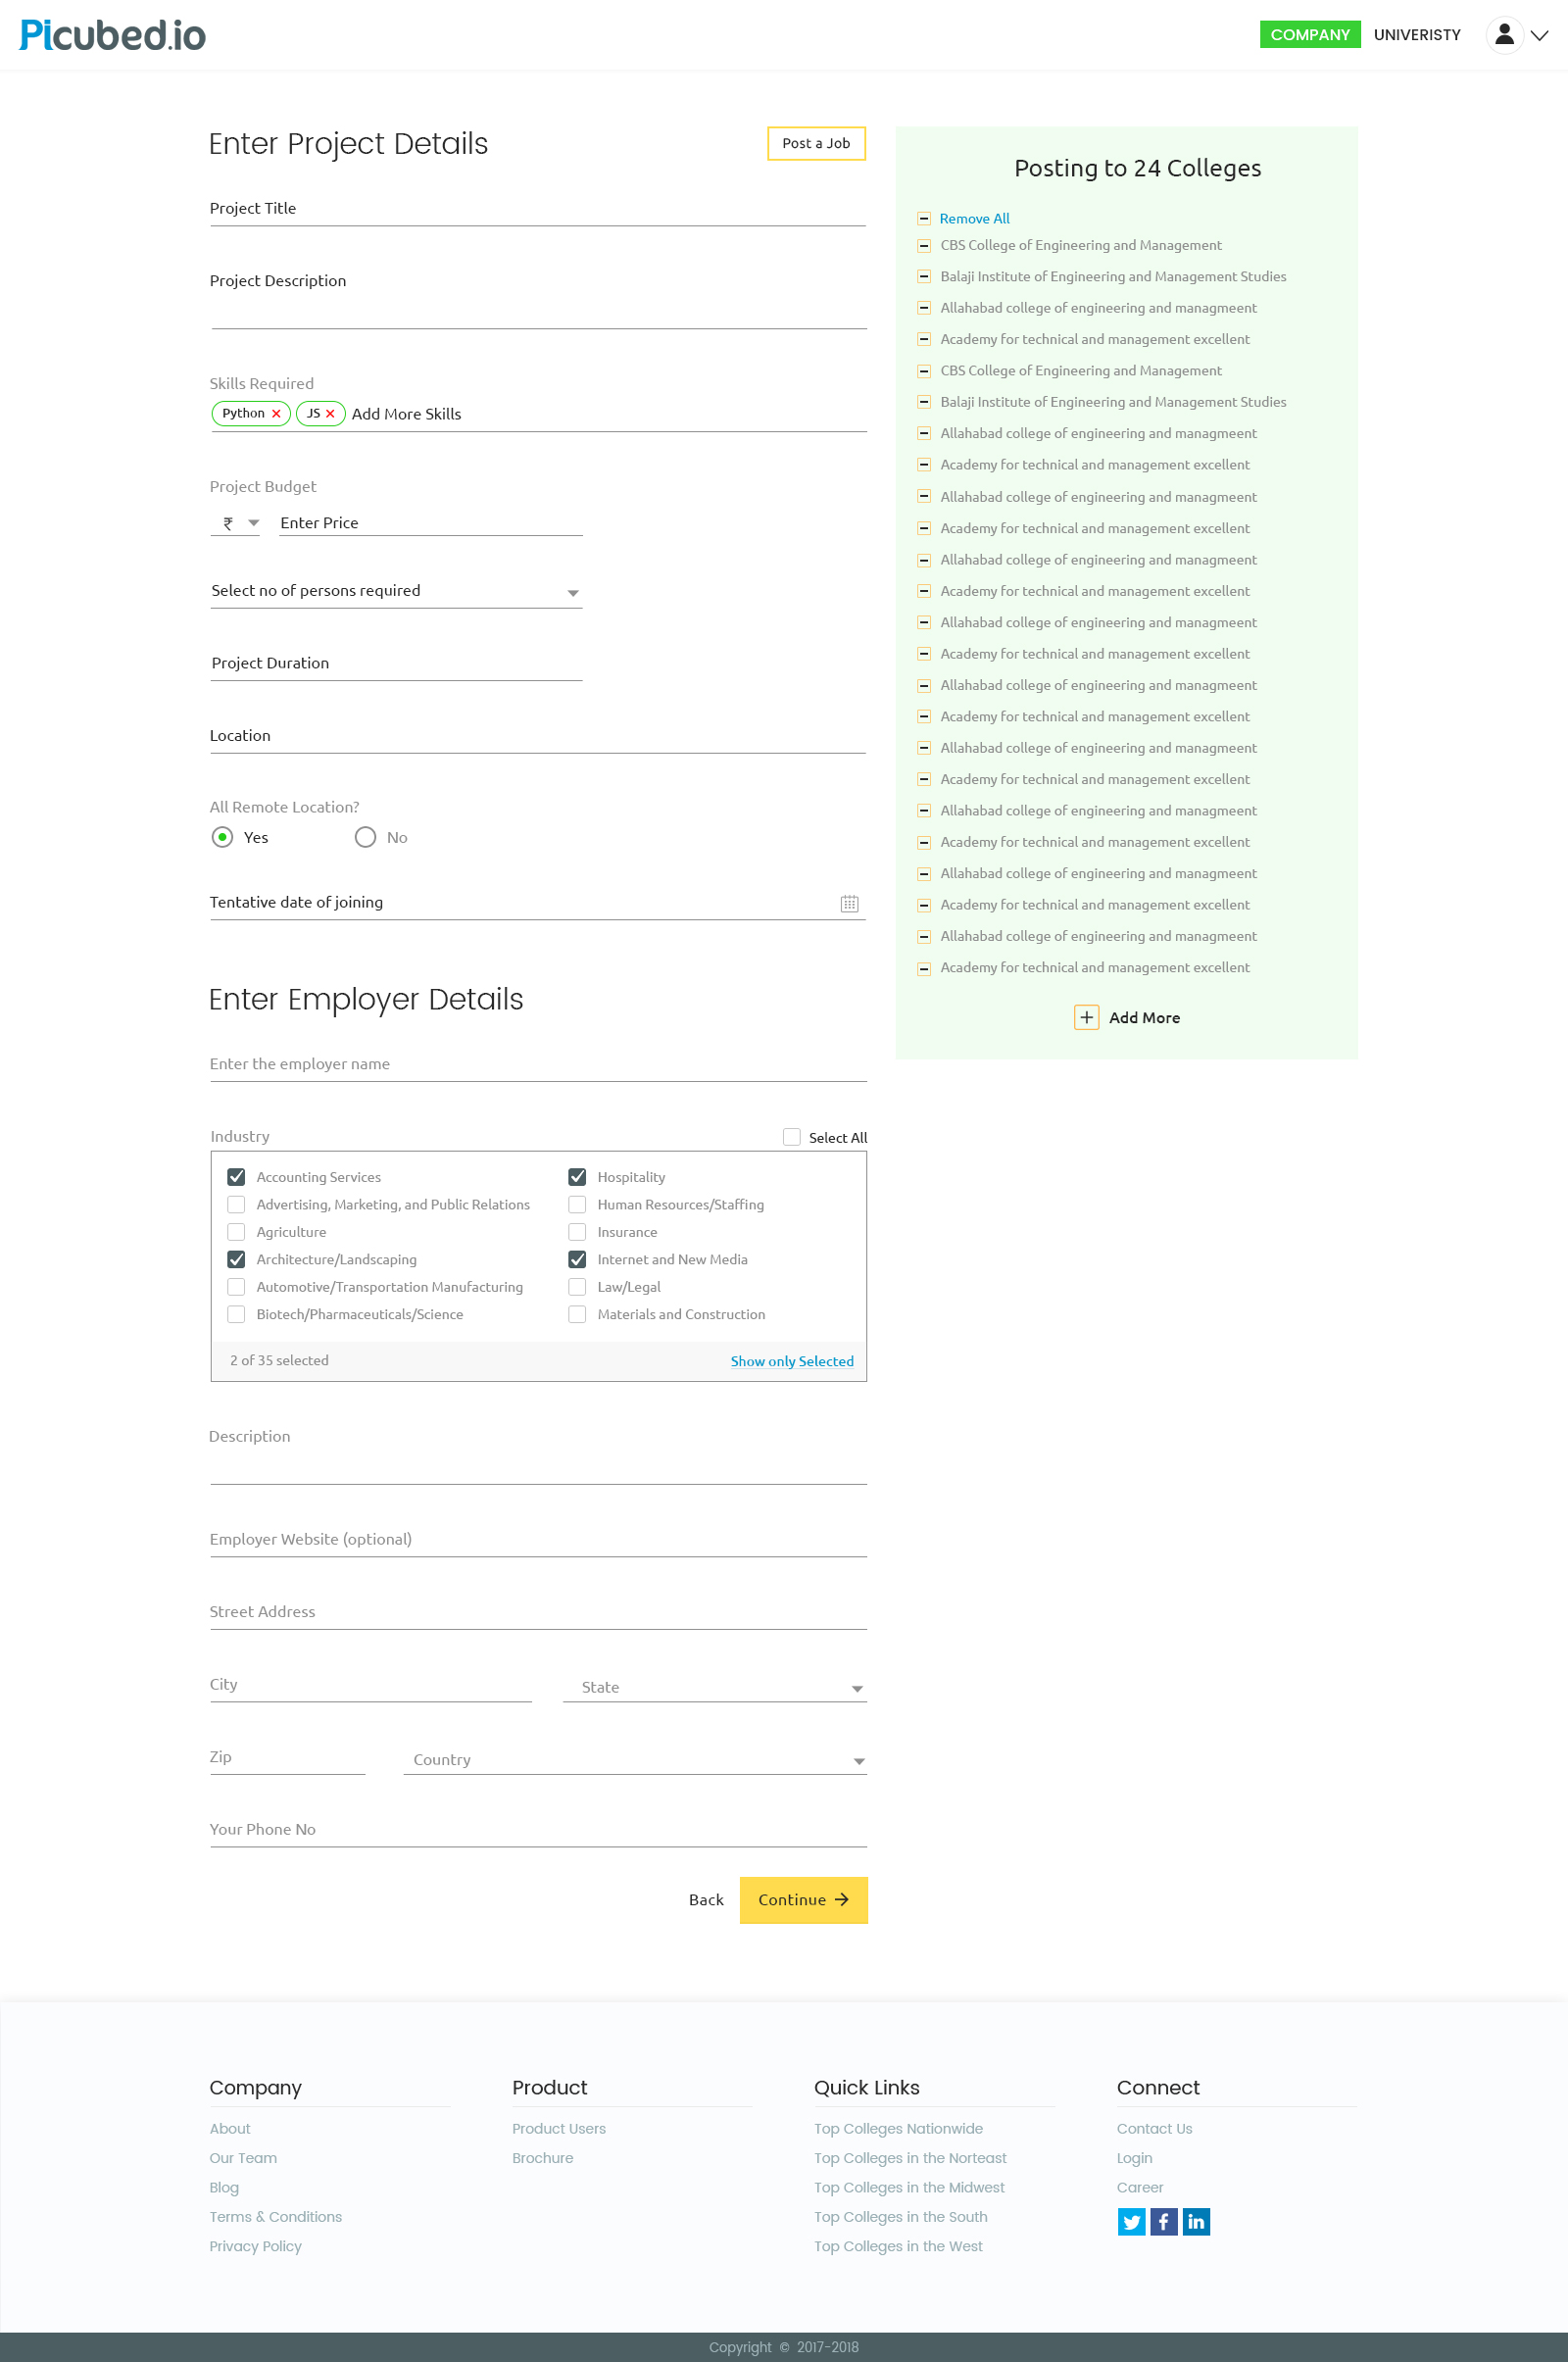 Picubed.io
COMPANY UNIVERISTY
Enter Project Details
Post a Job
Project Title
Project Description
Skills Required
Python JS Add More Skills
Project Budget
₹ Enter Price
Select no of persons required
Project Duration
Location
All Remote Location?
Yes No
Tentative date of joining
Posting to 24 Colleges
Remove All
CBS College of Engineering and Management
Balaji Institute of Engineering and Management Studies
Allahabad college of engineering and managmeent
Academy for technical and management excellent
CBS College of Engineering and Management
Balaji Institute of Engineering and Management Studies
Allahabad college of engineering and managmeent
Academy for technical and management excellent
Allahabad college of engineering and managmeent
Academy for technical and management excellent
Allahabad college of engineering and managmeent
Academy for technical and management excellent
Allahabad college of engineering and managmeent
Academy for technical and management excellent
Allahabad college of engineering and managmeent
Academy for technical and management excellent
Allahabad college of engineering and managmeent
Academy for technical and management excellent
Allahabad college of engineering and managmeent
Academy for technical and management excellent
Allahabad college of engineering and managmeent
Academy for technical and management excellent
Allahabad college of engineering and managmeent
Academy for technical and management excellent
Add More
Enter Employer Details
Enter the employer name
Industry
Select All
Accounting Services
Advertising, Marketing, and Public Relations
Agriculture
Architecture/Landscaping
Automotive/Transportation Manufacturing
Biotech/Pharmaceuticals/Science
Hospitality
Human Resources/Staffing
Insurance
Internet and New Media
Law/Legal
Materials and Construction
2 of 35 selected
Show only Selected
Description
Employer Website (optional)
Street Address
City
State
Zip
Country
Your Phone No
Back
Continue
Company
About
Our Team
Blog
Terms & Conditions
Privacy Policy
Product
Product Users
Brochure
Quick Links
Top Colleges Nationwide
Top Colleges in the Norteast
Top Colleges in the Midwest
Top Colleges in the South
Top Colleges in the West
Connect
Contact Us
Login
Career
Copyright © 2017-2018